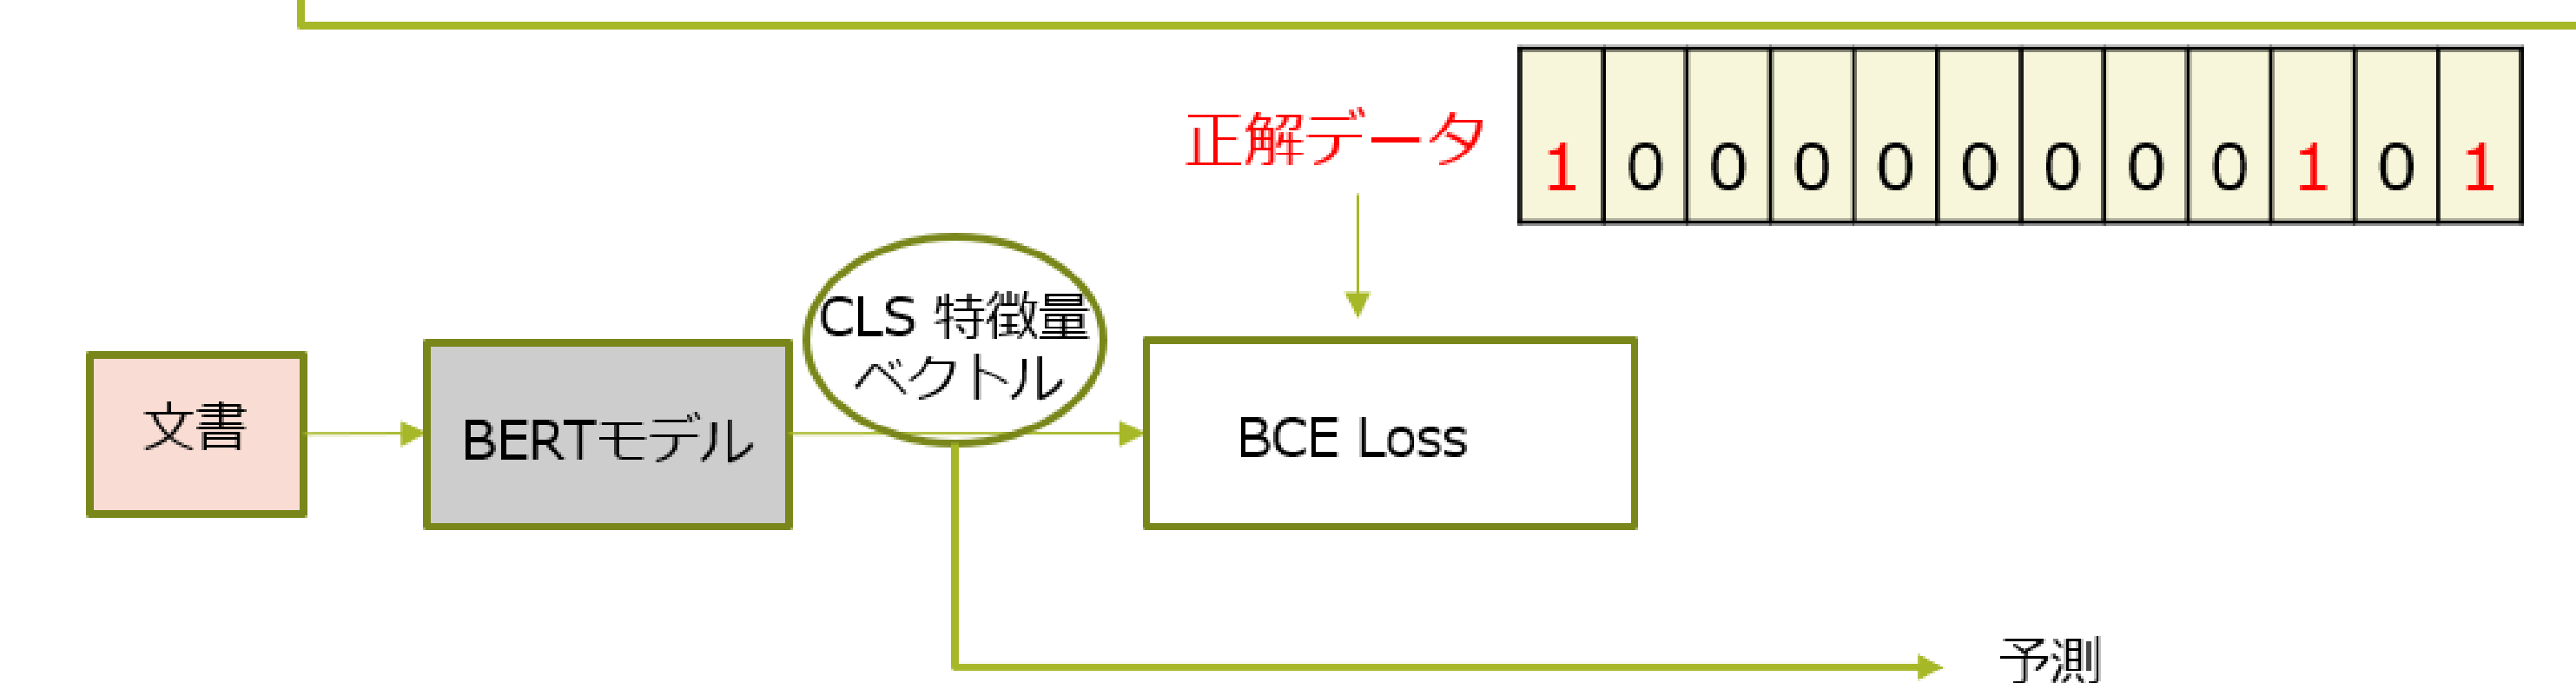 正解データ
1 0 0 0 0 0 0 0 0 1 0 1
CLS 特徴量
ベクトル
文書
BERTモデル
BCE Loss
予測